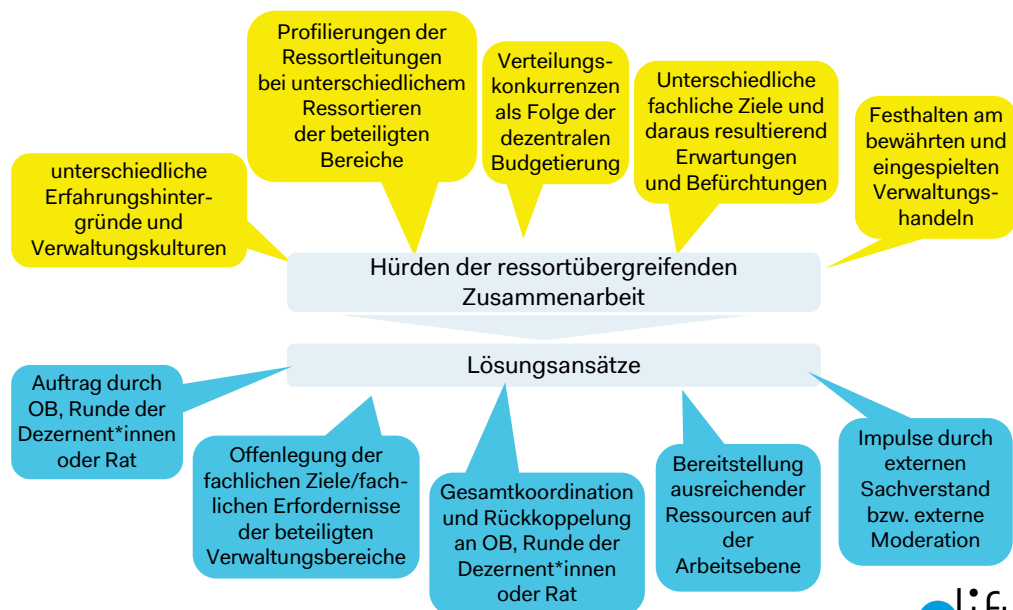 unterschiedliche
Erfahrungshinter-
gründe und
Verwaltungskulturen
Profilierungen der
Ressortleitungen
bei unterschiedlichem
Ressortieren
der beteiligten
Bereiche
Verteilungs-
konkurrenzen
als Folge der
dezentralen
Budgetierung
Unterschiedliche
fachliche Ziele und
daraus resultierend
Erwartungen
und Befürchtungen
Festhalten am
bewährten und
eingespielten
Verwaltungs-
handeln
Hürden der ressortübergreifenden
Zusammenarbeit
Lösungsansätze
Auftrag durch
OB, Runde der
Dezernent*innen
oder Rat
Offenlegung der
fachlichen Ziele/fach-
lichen Erfordernisse
der beteiligten
Verwaltungsbereiche
Gesamtkoordination
und Rückkoppelung
an OB, Runde der
Dezernent*innen
oder Rat
Bereitstellung
ausreichender
Ressourcen auf
der
Arbeitsebene
Impulse durch
externen
Sachverstand
bzw. externe
Moderation